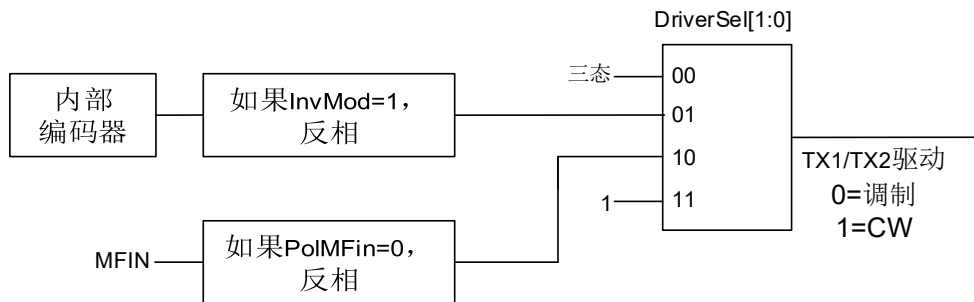 DriverSel[1:0]
三态
00
内部
编码器
如果InvMod=1，
反相
01
10
TX1/TX2驱动
0=调制
1=CW
1
11
MFIN
如果PolMFin=0，
反相